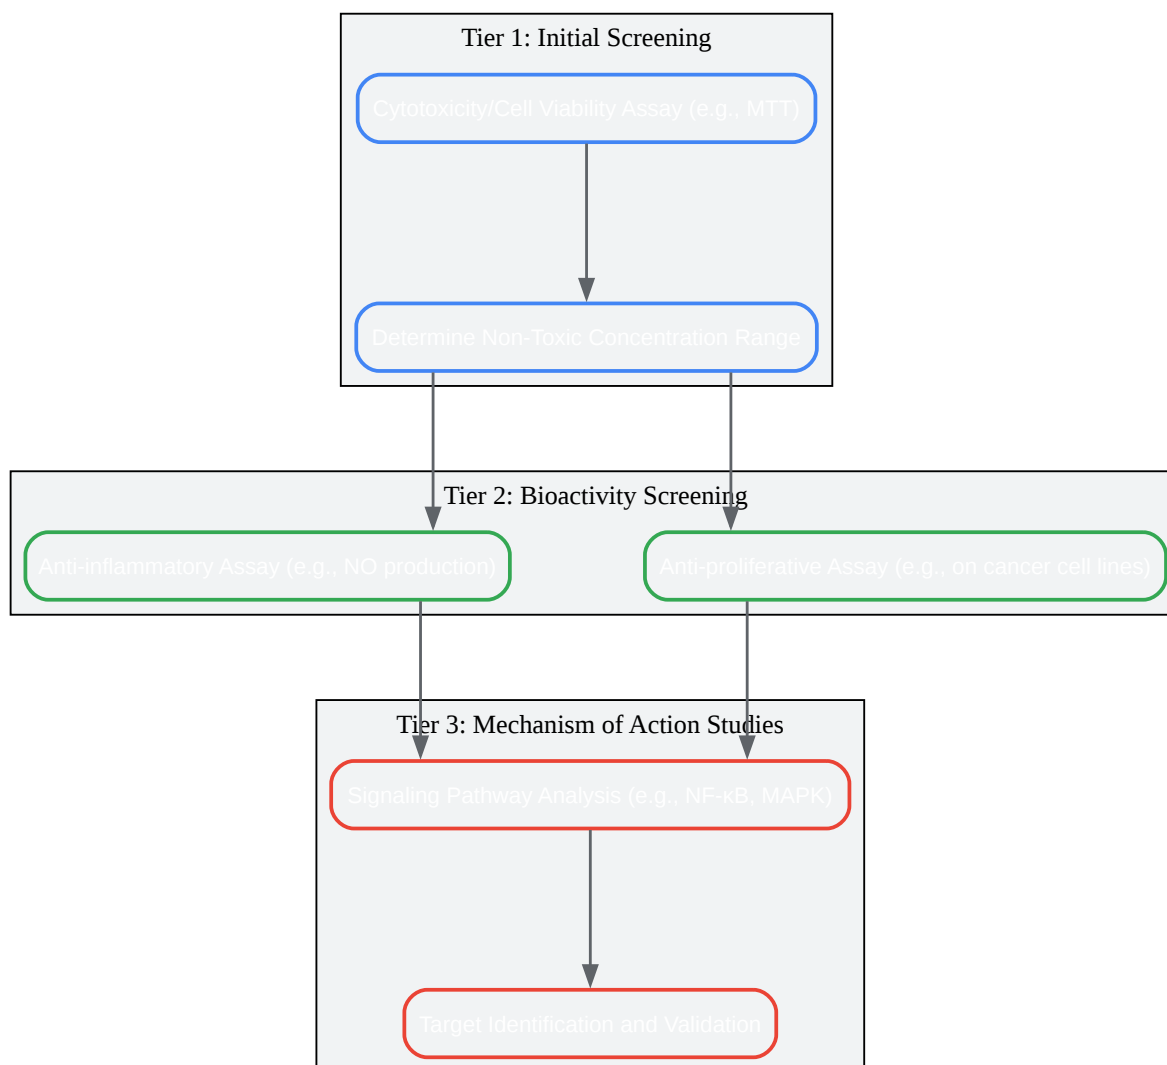 Tier 1: Initial Screening
Cytotoxicity/Cell Viability Assay (e.g., MTT)
Determine Non-Toxic Concentration Range
Tier 2: Bioactivity Screening
Anti-inflammatory Assay (e.g., NO production)
Anti-proliferative Assay (e.g., on cancer cell lines)
Tier 3: Mechanism of Action Studies
Signaling Pathway Analysis (e.g., NF-κB, MAPK)
Target Identification and Validation